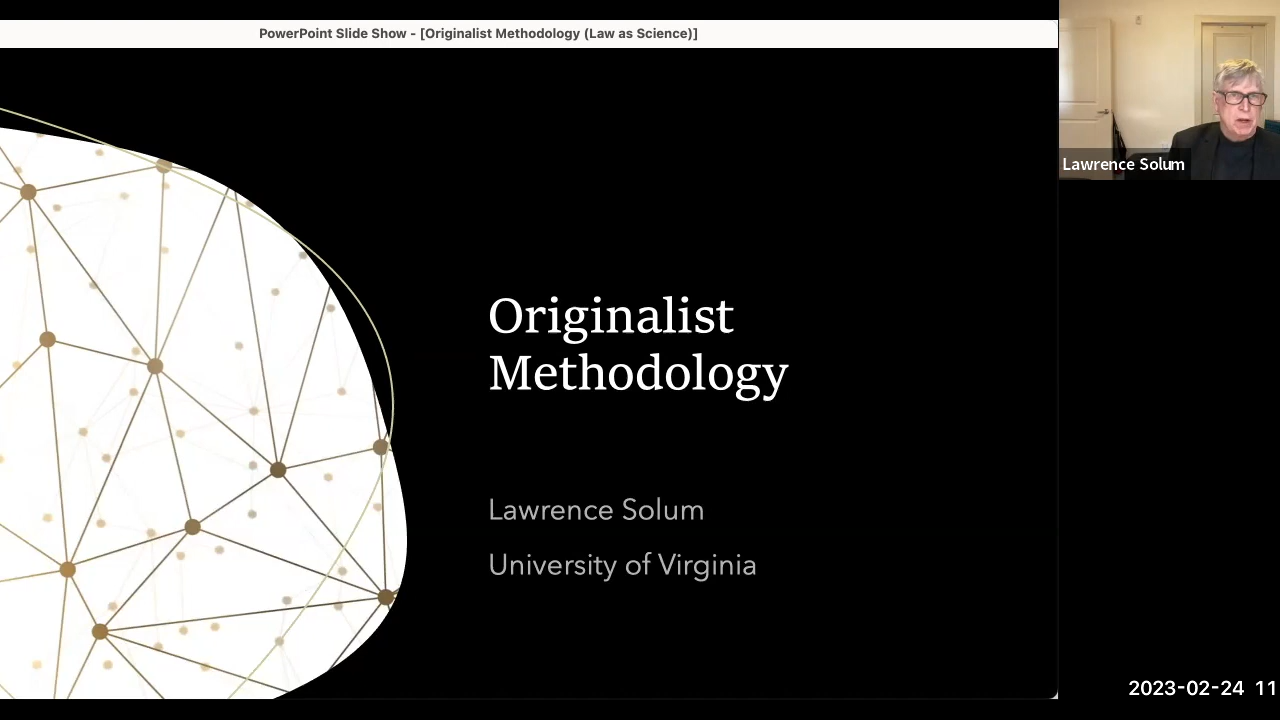 PowerPoint Slide Show - [Originalist Methodology (Law as Science)]
Lawrence Solum
Originalist
Methodology
Lawrence Solum
University of Virginia
2023-02-24 11